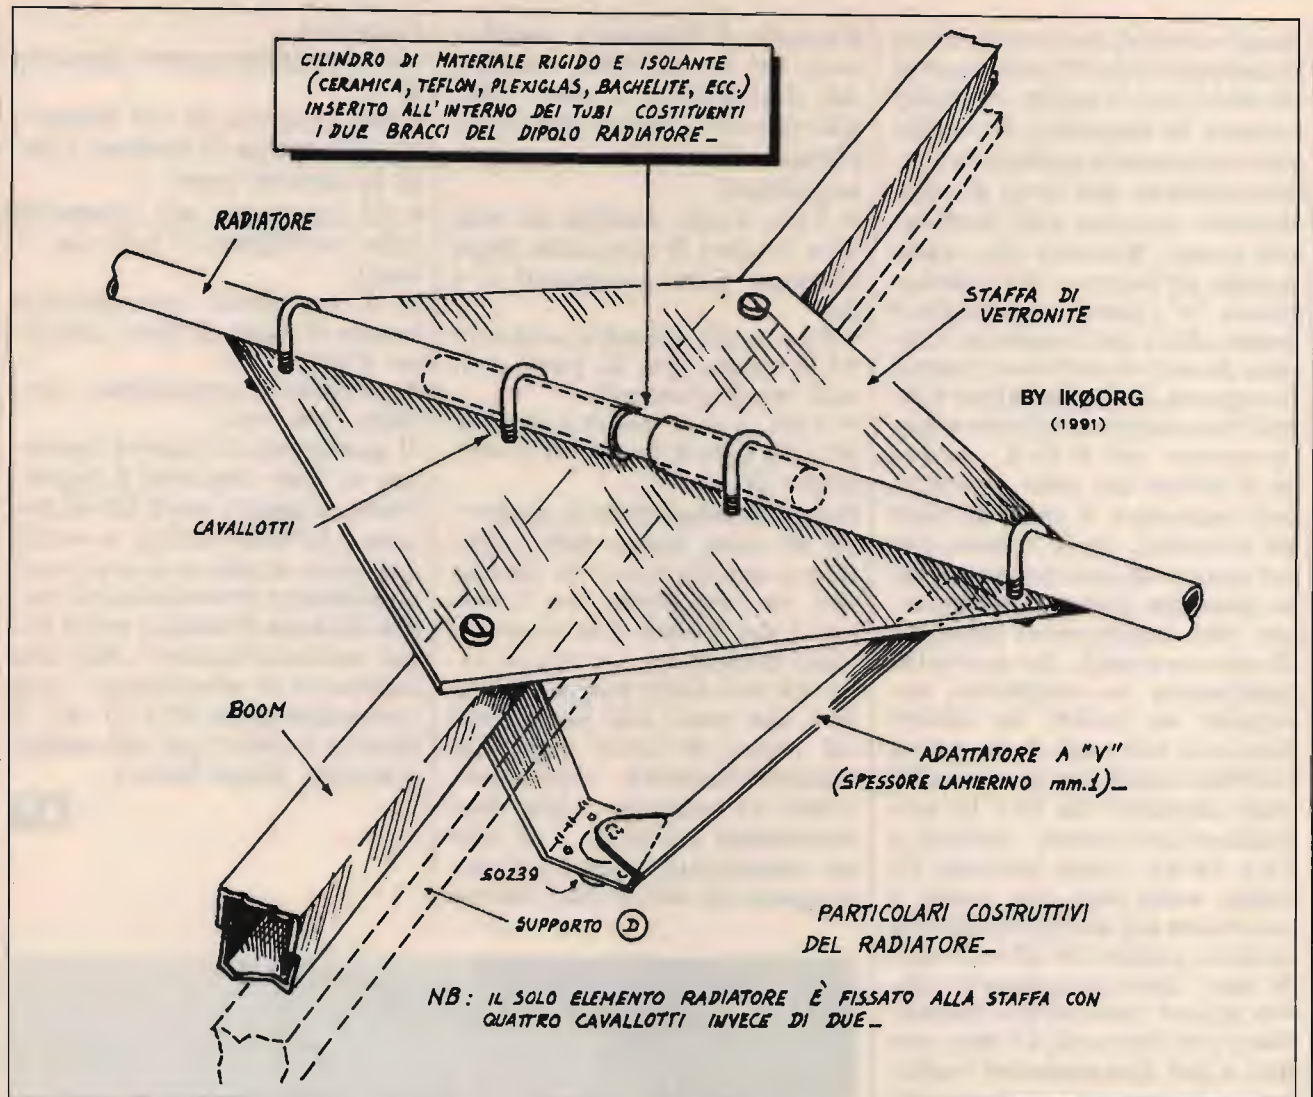 CILINDRO DI MATERIALE RIGIDO E ISOLANTE
(CERAMICA, TEFLON, PLEXIGLAS, BACHELITE, ECC.)
INSERITO ALL'INTERNO DEI TUBI COSTITUENTI
I DUE BRACCI DEL DIPOLO RADIATORE_
RADIATORE
STAFFA DI
VETRONITE
BY IKØORG
(1991)
CAVALLOTTI
BOOM
ADATTATORE A "V"
(SPESSORE LAMIERINO mm.1)_
SO239
SUPPORTO D
PARTICOLARI COSTRUTTIVI
DEL RADIATORE_
NB: IL SOLO ELEMENTO RADIATORE È FISSATO ALLA STAFFA CON
QUATTRO CAVALLOTTI INVECE DI DUE_